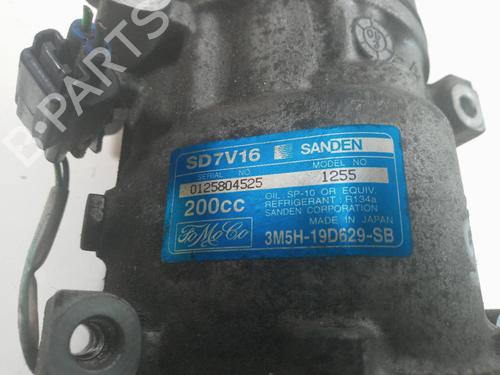 SD7V16 SANDEN
SERIAL NO. MODEL NO.
0125804525 1255
200cc
OIL: SP-10 OR EQUIV.
REFRIGERANT : R134a
SANDEN CORPORATION
MADE IN JAPAN
FoMoCo
3M5H-19D629-SB
B-PARTS